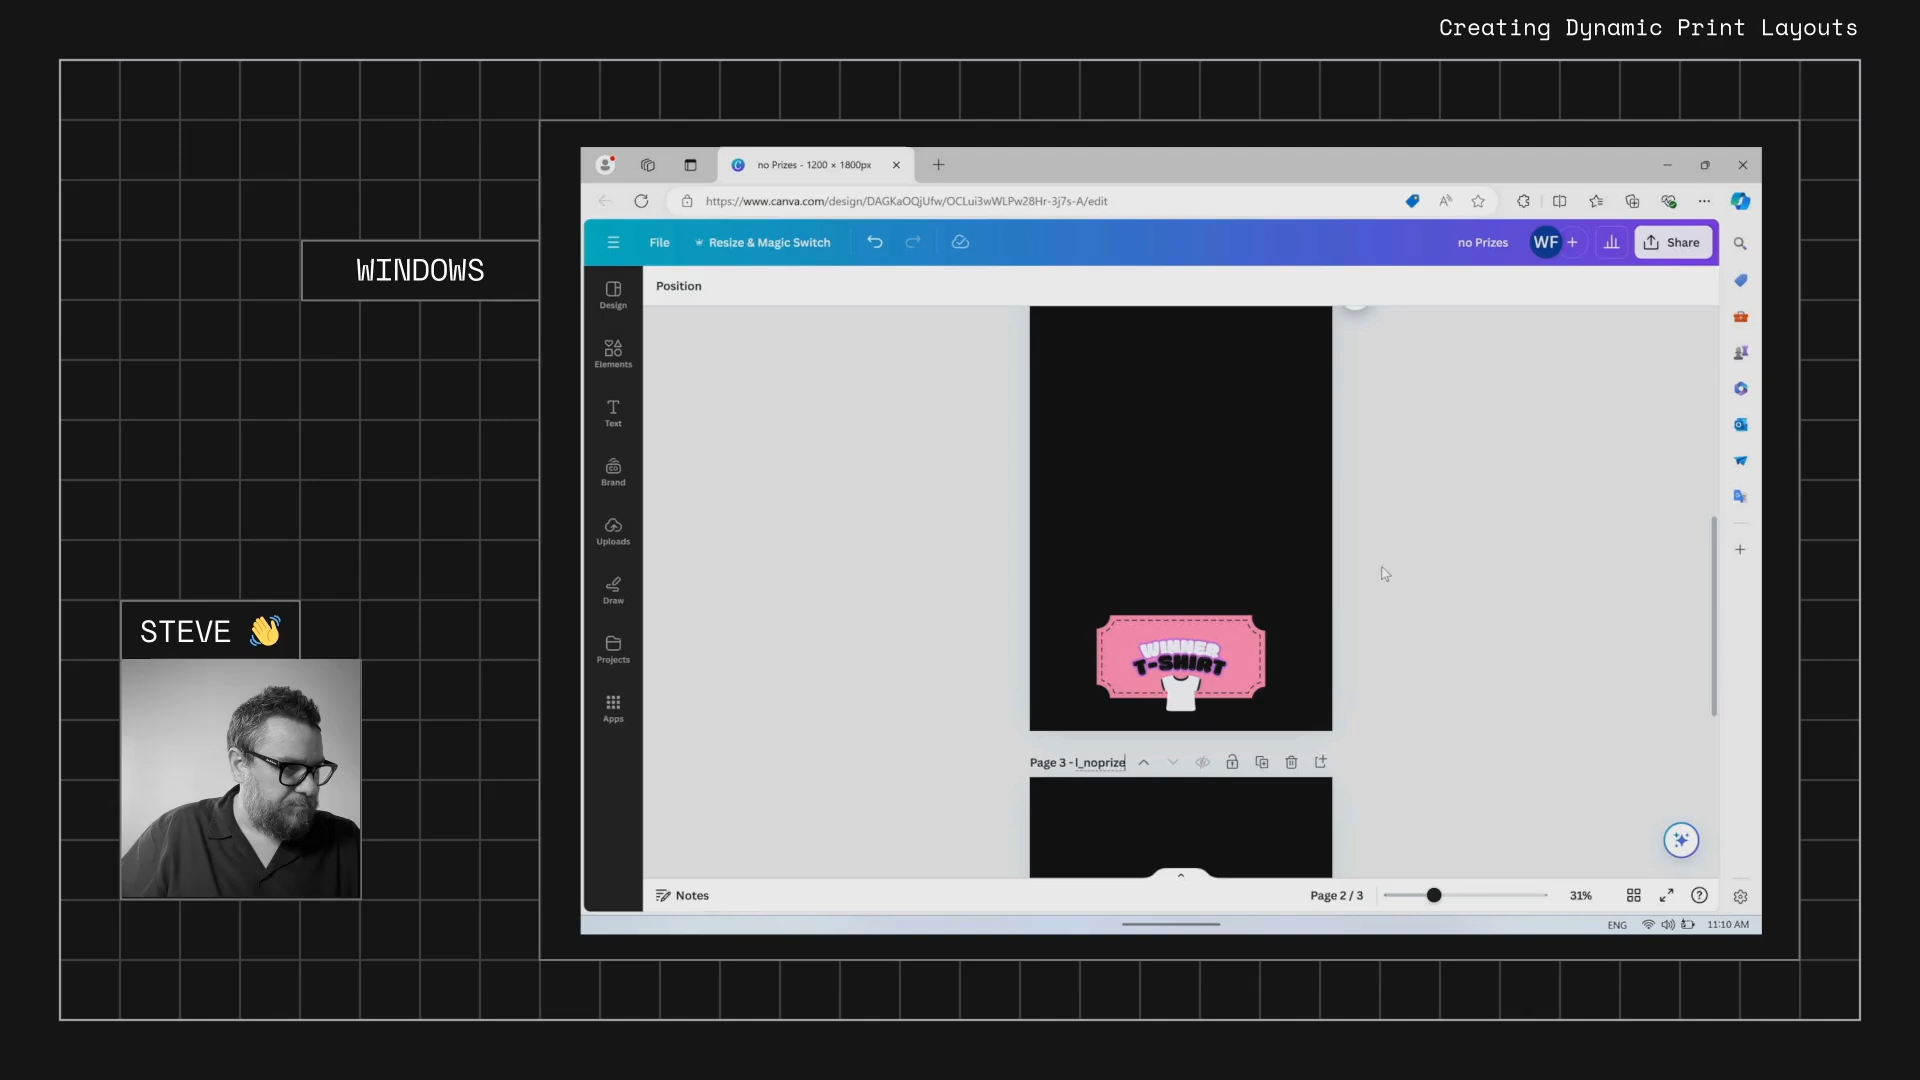 Creating Dynamic Print Layouts
WINDOWS
STEVE 👋
no Prizes - 1200 × 1800px
https://www.canva.com/design/DAGKaOQjUfw/OCLui3wWLPw28Hr-3j7s-A/edit
File
Resize & Magic Switch
no Prizes
WF
Share
Position
Design
Elements
Text
Brand
Uploads
Draw
Projects
Apps
WINNER
T-SHIRT
Page 3 - l_noprize
Notes
Page 2 / 3
31%
ENG
11:10 AM